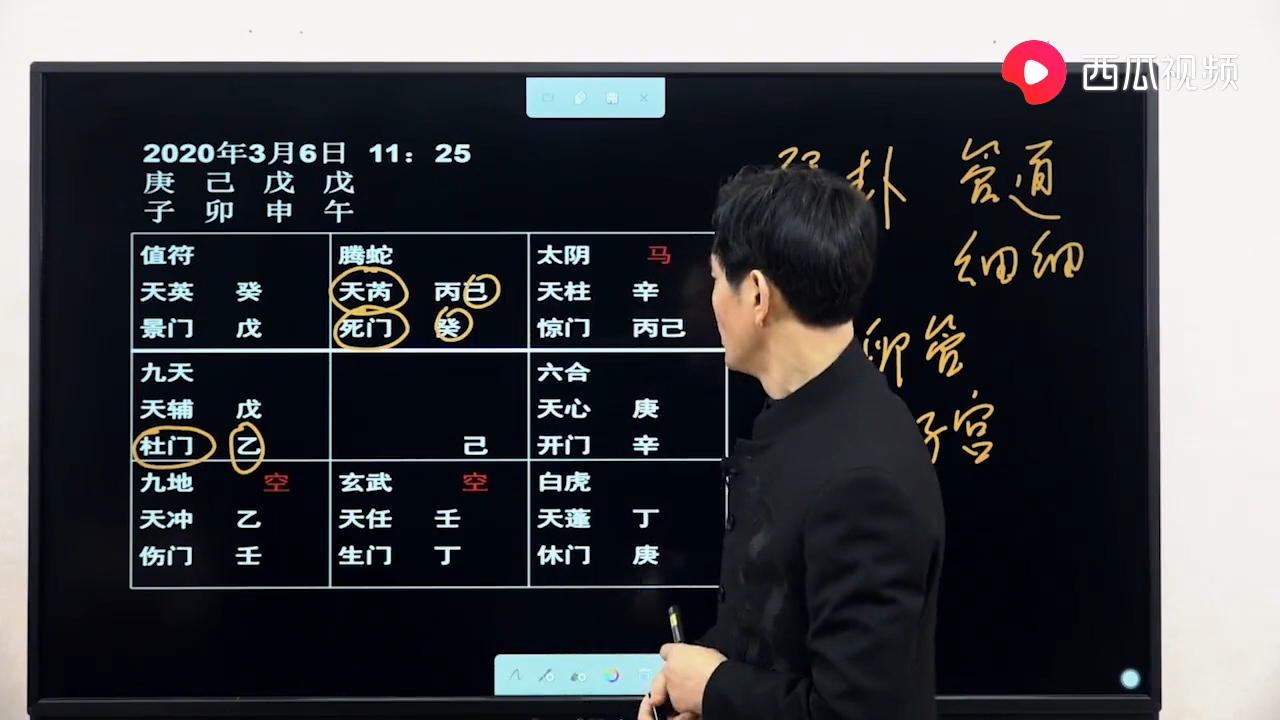 西瓜视频
2020年3月6日 11：25
庚 己 戊 戊
子 卯 申 午
值符 腾蛇 太阴 马
天英 癸 天芮 丙己 天柱 辛
景门 戊 死门 癸 惊门 丙己
九天 六合
天辅 戊 天心 庚
杜门 乙 己 开门 辛
九地 空 玄武 空 白虎
天冲 乙 天任 壬 天蓬 丁
伤门 壬 生门 丁 休门 庚
卦 管道
细细
卵管
子宫